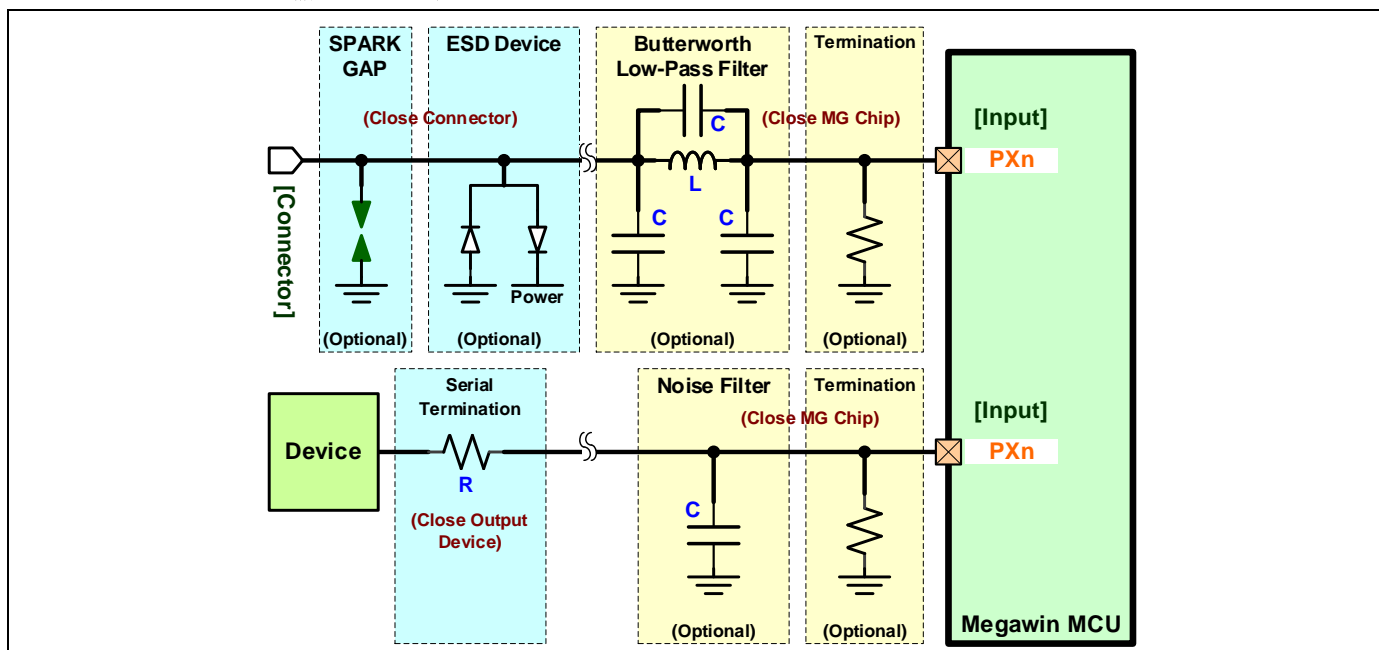 SPARK
GAP
ESD Device
Butterworth
Low-Pass Filter
Termination
(Close Connector)
C
(Close MG Chip)
[Input]
PXn
L
[Connector]
C
C
Power
(Optional)
(Optional)
(Optional)
(Optional)
Serial
Termination
Noise Filter
Termination
(Close MG Chip)
[Input]
Device
PXn
R
(Close Output
Device)
C
(Optional)
(Optional)
Megawin MCU